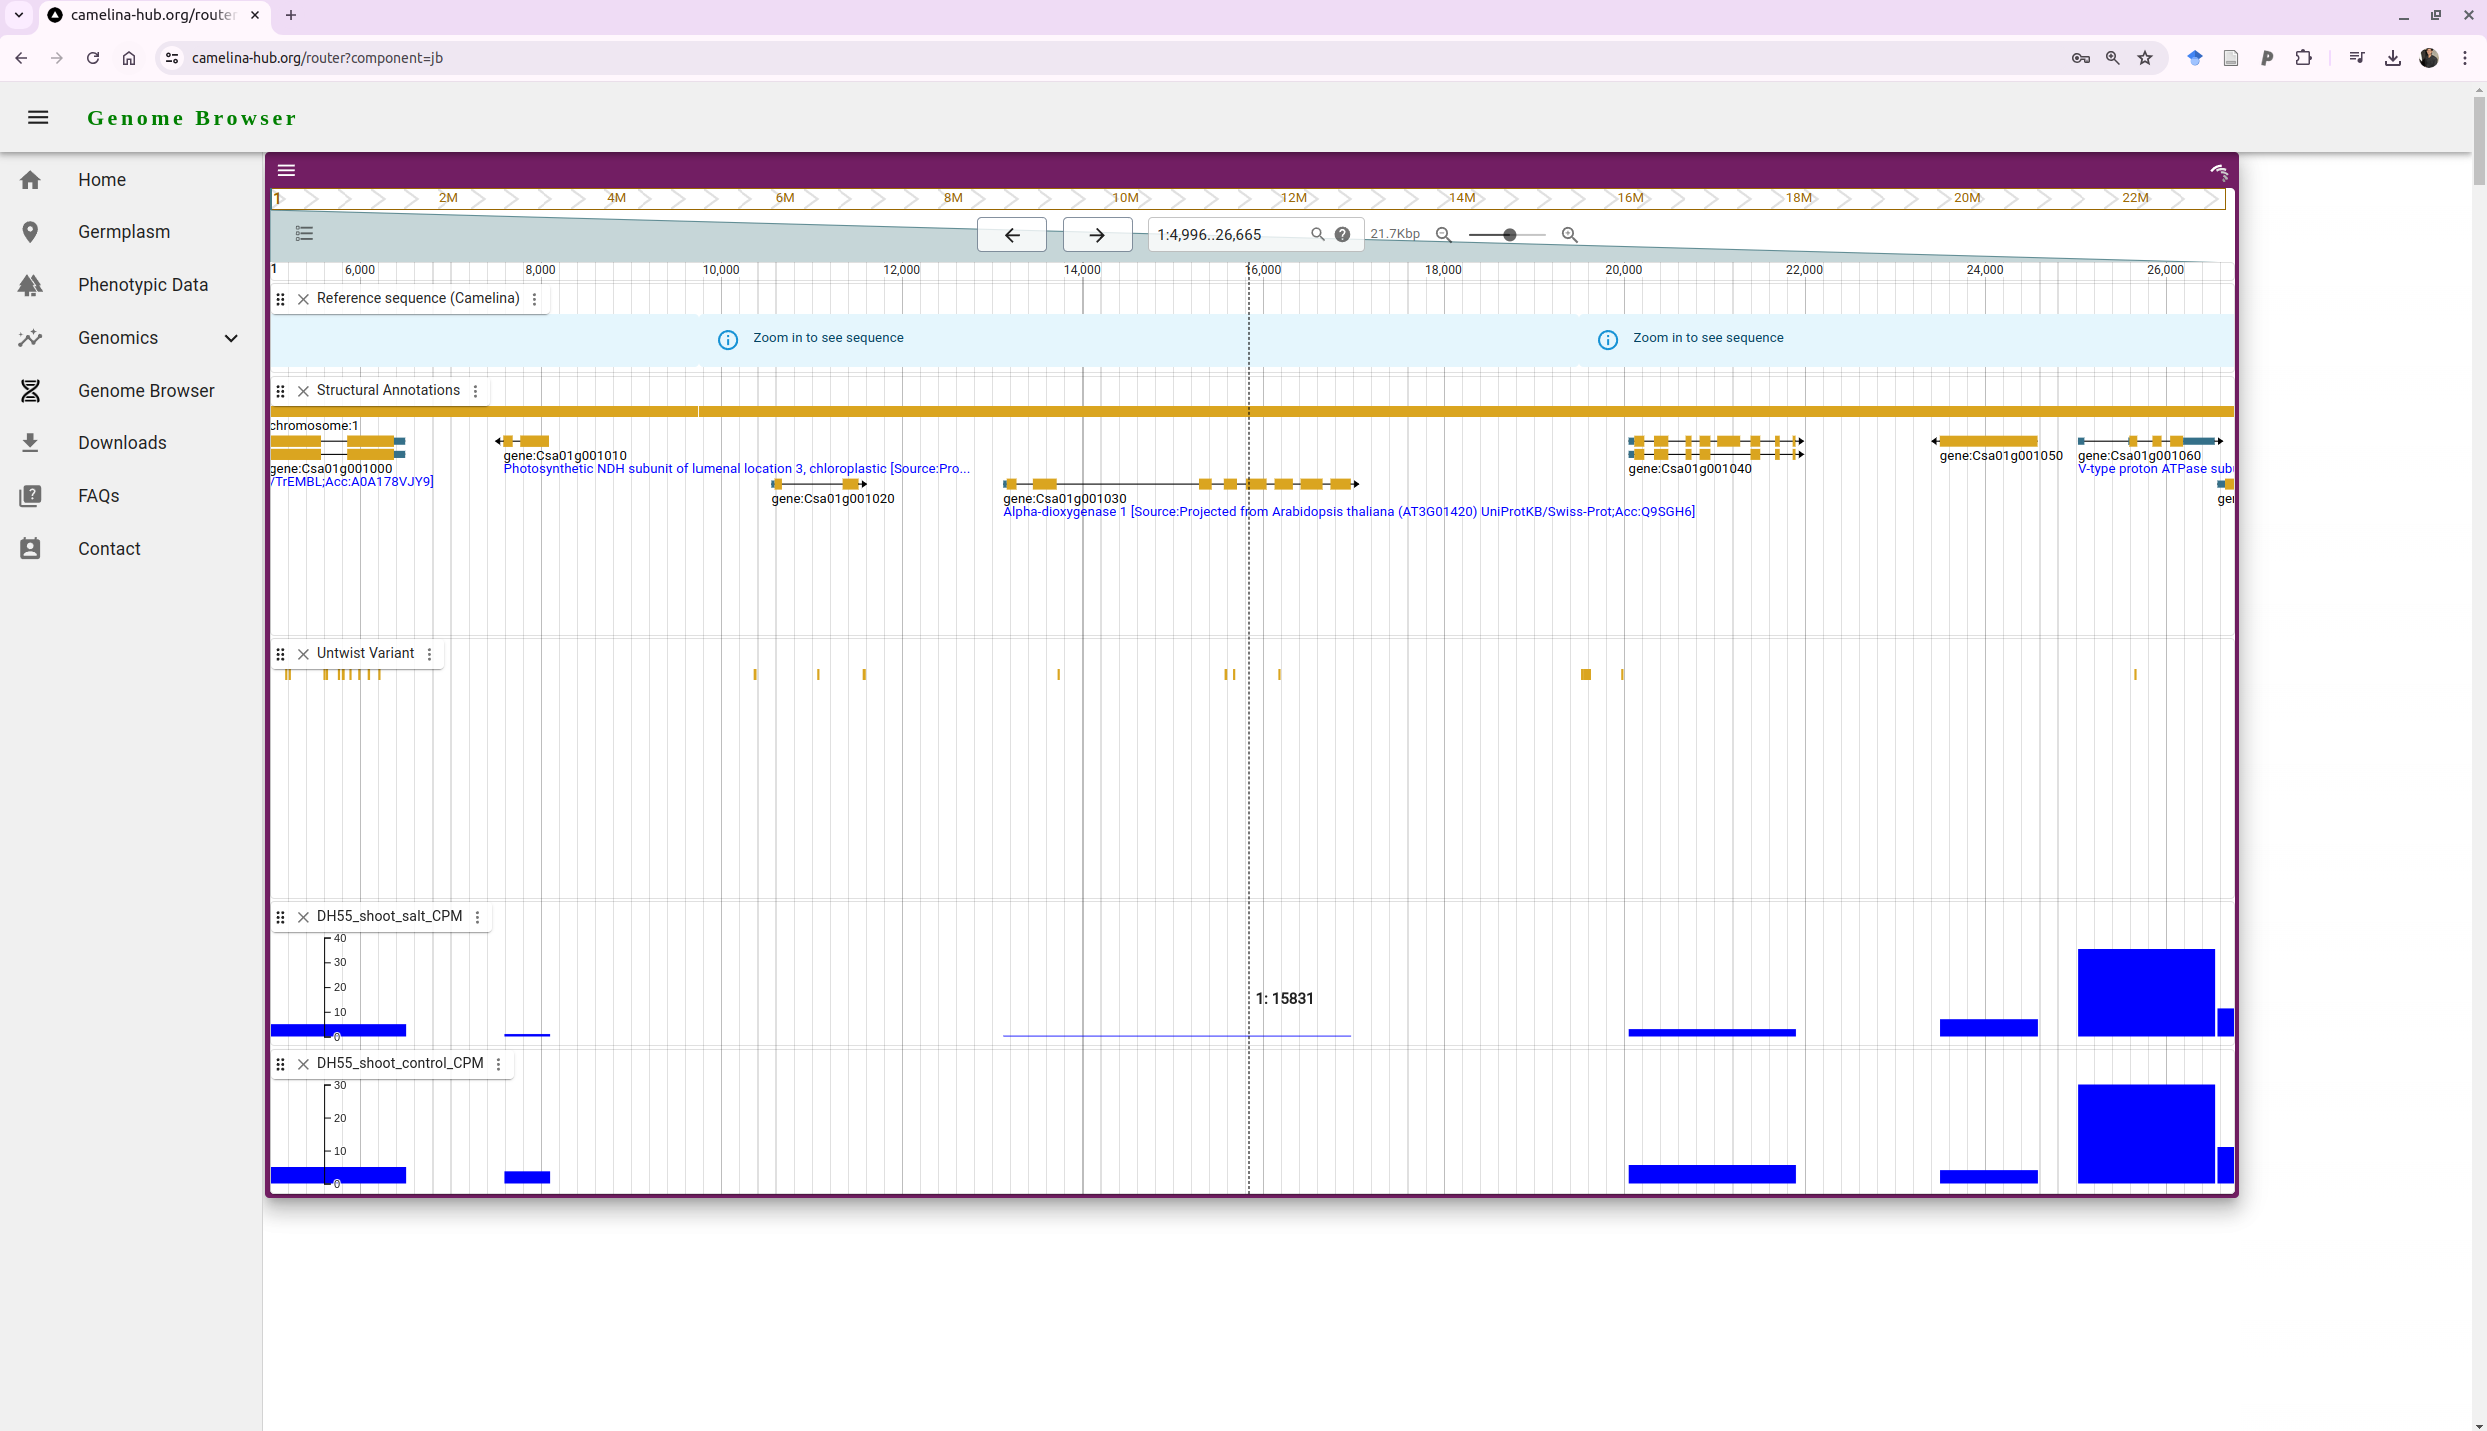 camelina-hub.org/route
camelina-hub.org/router?component=jb
Genome Browser
Home
Germplasm
Phenotypic Data
Genomics
Genome Browser
Downloads
FAQs
Contact
1 2M 4M 6M 8M 10M 12M 14M 16M 18M 20M 22M
1:4,996..26,665 21.7Kbp
1 6,000 8,000 10,000 12,000 14,000 16,000 18,000 20,000 22,000 24,000 26,000
Reference sequence (Camelina)
Zoom in to see sequence Zoom in to see sequence
Structural Annotations
chromosome:1
gene:Csa01g001010 gene:Csa01g001050 gene:Csa01g001060
gene:Csa01g001000 Photosynthetic NDH subunit of lumenal location 3, chloroplastic [Source:Pro... gene:Csa01g001040 V-type proton ATPase sub
/TrEMBL;Acc:A0A178VJY9]
gene:Csa01g001020 gene:Csa01g001030 ge
Alpha-dioxygenase 1 [Source:Projected from Arabidopsis thaliana (AT3G01420) UniProtKB/Swiss-Prot;Acc:Q9SGH6]
Untwist Variant
DH55_shoot_salt_CPM
40
30
20
1: 15831
10
0
DH55_shoot_control_CPM
30
20
10
0